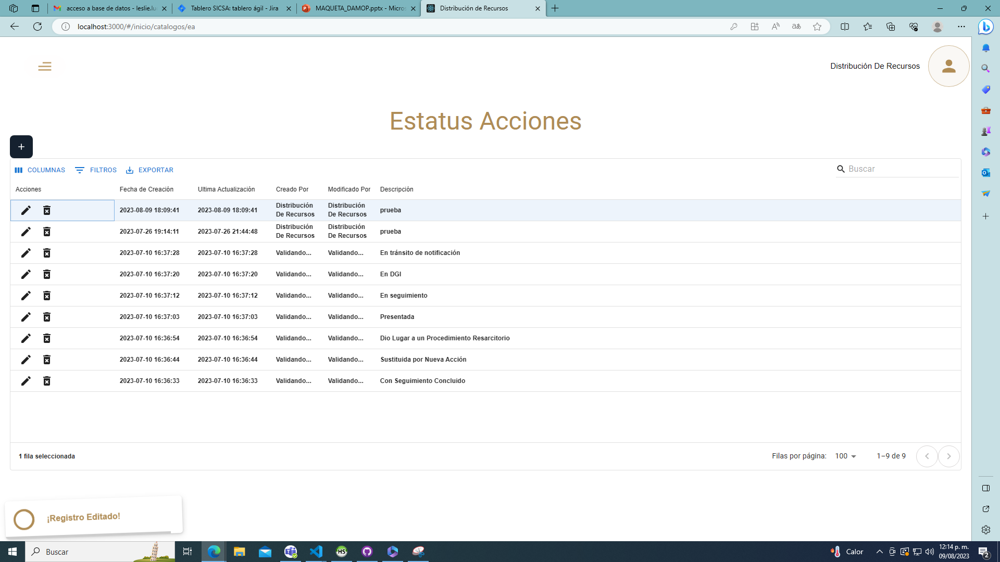 acceso a base de datos - leslie.lu
Tablero SICSA: tablero ágil - Jira
MAQUETA_DAMOP.pptx - Micros
Distribución de Recursos
localhost:3000/#/inicio/catalogos/ea
Distribución De Recursos
Estatus Acciones
+
COLUMNAS FILTROS EXPORTAR Buscar
Acciones Fecha de Creación Ultima Actualización Creado Por Modificado Por Descripción
2023-08-09 18:09:41 2023-08-09 18:09:41 Distribución De Recursos Distribución De Recursos prueba
2023-07-26 19:14:11 2023-07-26 21:44:48 Distribución De Recursos Distribución De Recursos prueba
2023-07-10 16:37:28 2023-07-10 16:37:28 Validando... Validando... En tránsito de notificación
2023-07-10 16:37:20 2023-07-10 16:37:20 Validando... Validando... En DGI
2023-07-10 16:37:12 2023-07-10 16:37:12 Validando... Validando... En seguimiento
2023-07-10 16:37:03 2023-07-10 16:37:03 Validando... Validando... Presentada
2023-07-10 16:36:54 2023-07-10 16:36:54 Validando... Validando... Dio Lugar a un Procedimiento Resarcitorio
2023-07-10 16:36:44 2023-07-10 16:36:44 Validando... Validando... Sustituida por Nueva Acción
2023-07-10 16:36:33 2023-07-10 16:36:33 Validando... Validando... Con Seguimiento Concluido
1 fila seleccionada Filas por página: 100 1–9 de 9
¡Registro Editado!
Buscar
HS
Calor
12:14 p. m.
09/08/2023
2